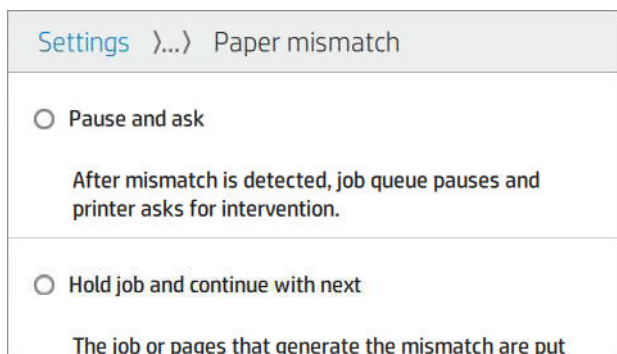 Settings 〉...〉 Paper mismatch
Pause and ask
After mismatch is detected, job queue pauses and
printer asks for intervention.
Hold job and continue with next
The job or pages that generate the mismatch are put